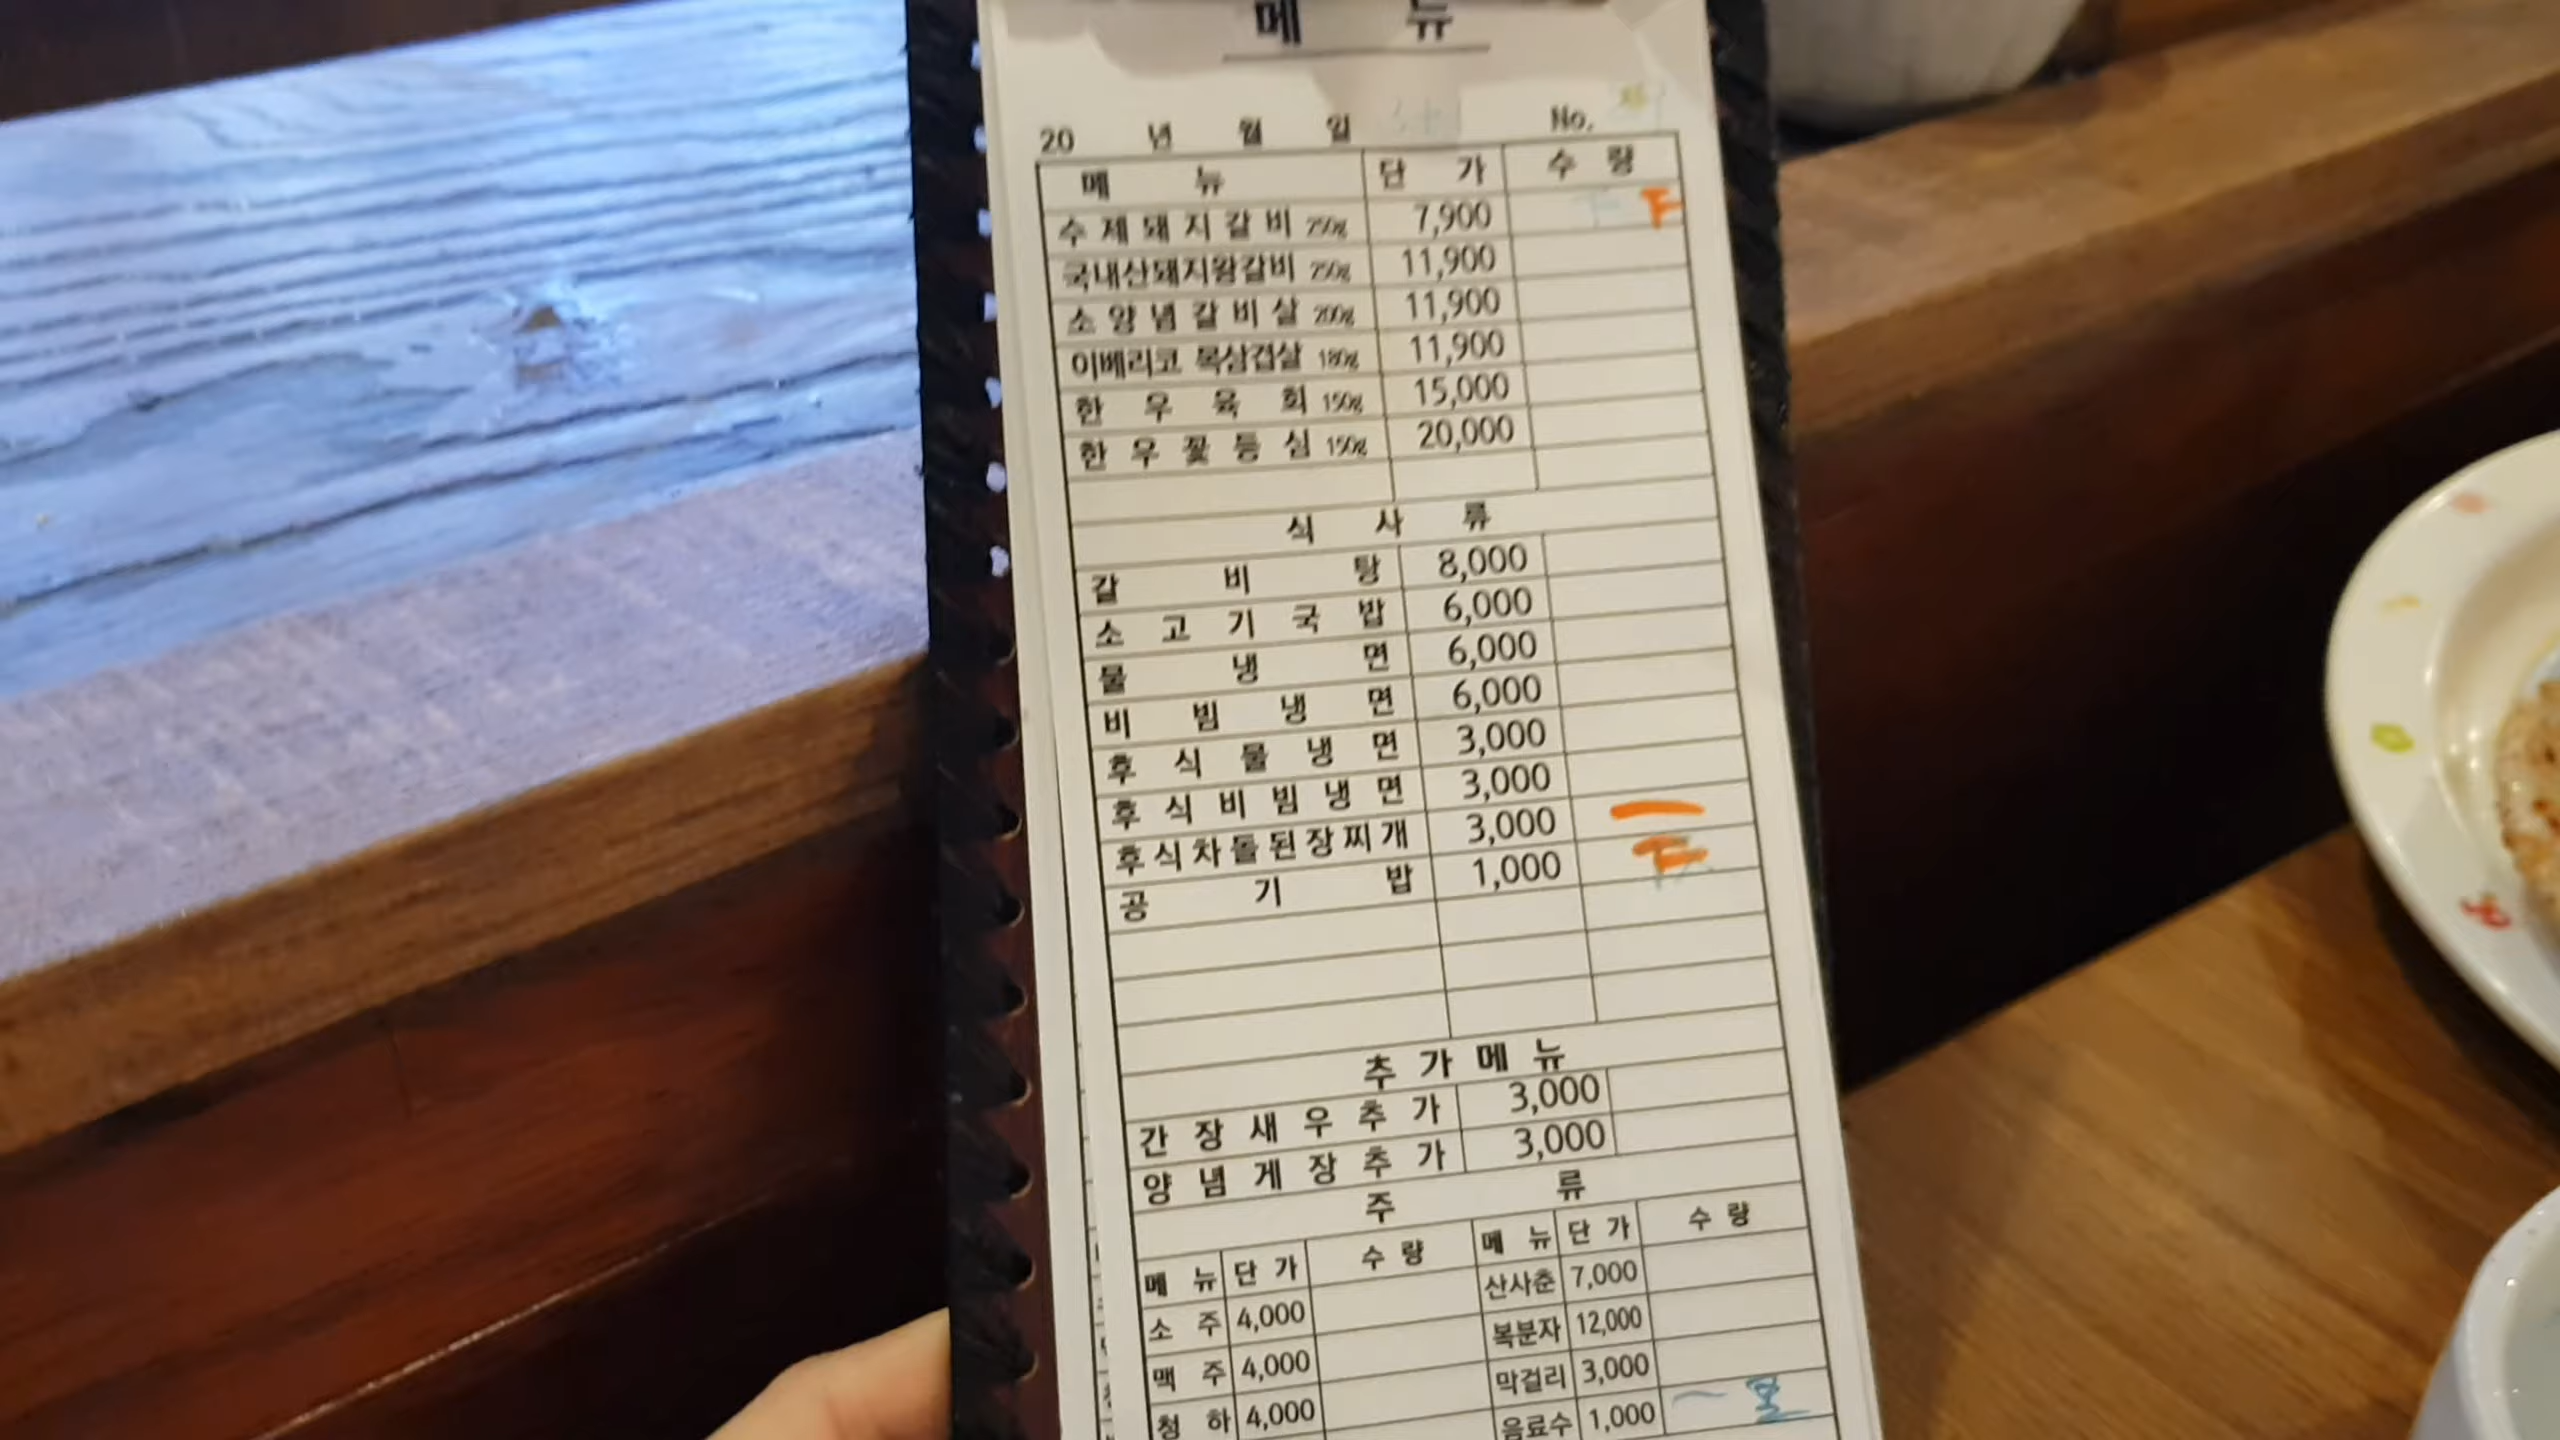 메 뉴
20 년 월 일 No.
메 뉴 단 가 수 량
수제돼지갈비 250g 7,900
국내산돼지왕갈비 250g 11,900
소양념갈비살 200g 11,900
이베리코 목삼겹살 180g 11,900
한우육회 150g 15,000
한우꽃등심 150g 20,000
식 사 류
갈비탕 8,000
소고기국밥 6,000
물냉면 6,000
비빔냉면 6,000
후식물냉면 3,000
후식비빔냉면 3,000
후식차돌된장찌개 3,000
공기밥 1,000
추 가 메 뉴
간장새우추가 3,000
양념게장추가 3,000
주 류
메 뉴 단 가 수 량 메 뉴 단 가 수 량
소 주 4,000 산사춘 7,000
맥 주 4,000 복분자 12,000
청 하 4,000 막걸리 3,000
음료수 1,000